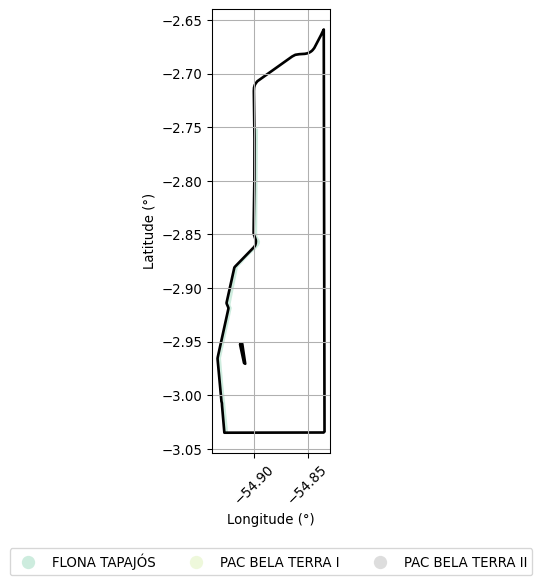 −2.65
−2.70
−2.75
−2.80
−2.85
−2.90
−2.95
−3.00
−3.05
Latitude (°)
−54.90
−54.85
Longitude (°)
FLONA TAPAJÓS
PAC BELA TERRA I
PAC BELA TERRA II